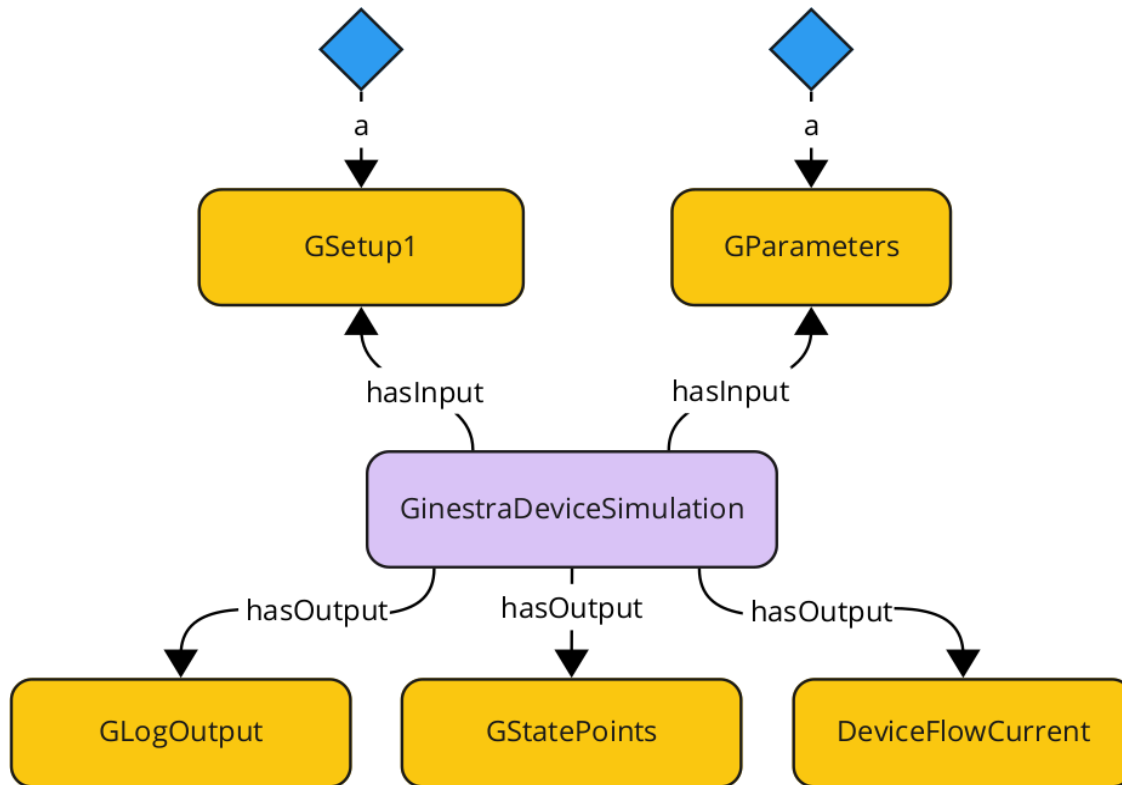 a
a
GSetup1
GParameters
hasInput
hasInput
GinestraDeviceSimulation
hasOutput
hasOutput
hasOutput
GLogOutput
GStatePoints
DeviceFlowCurrent